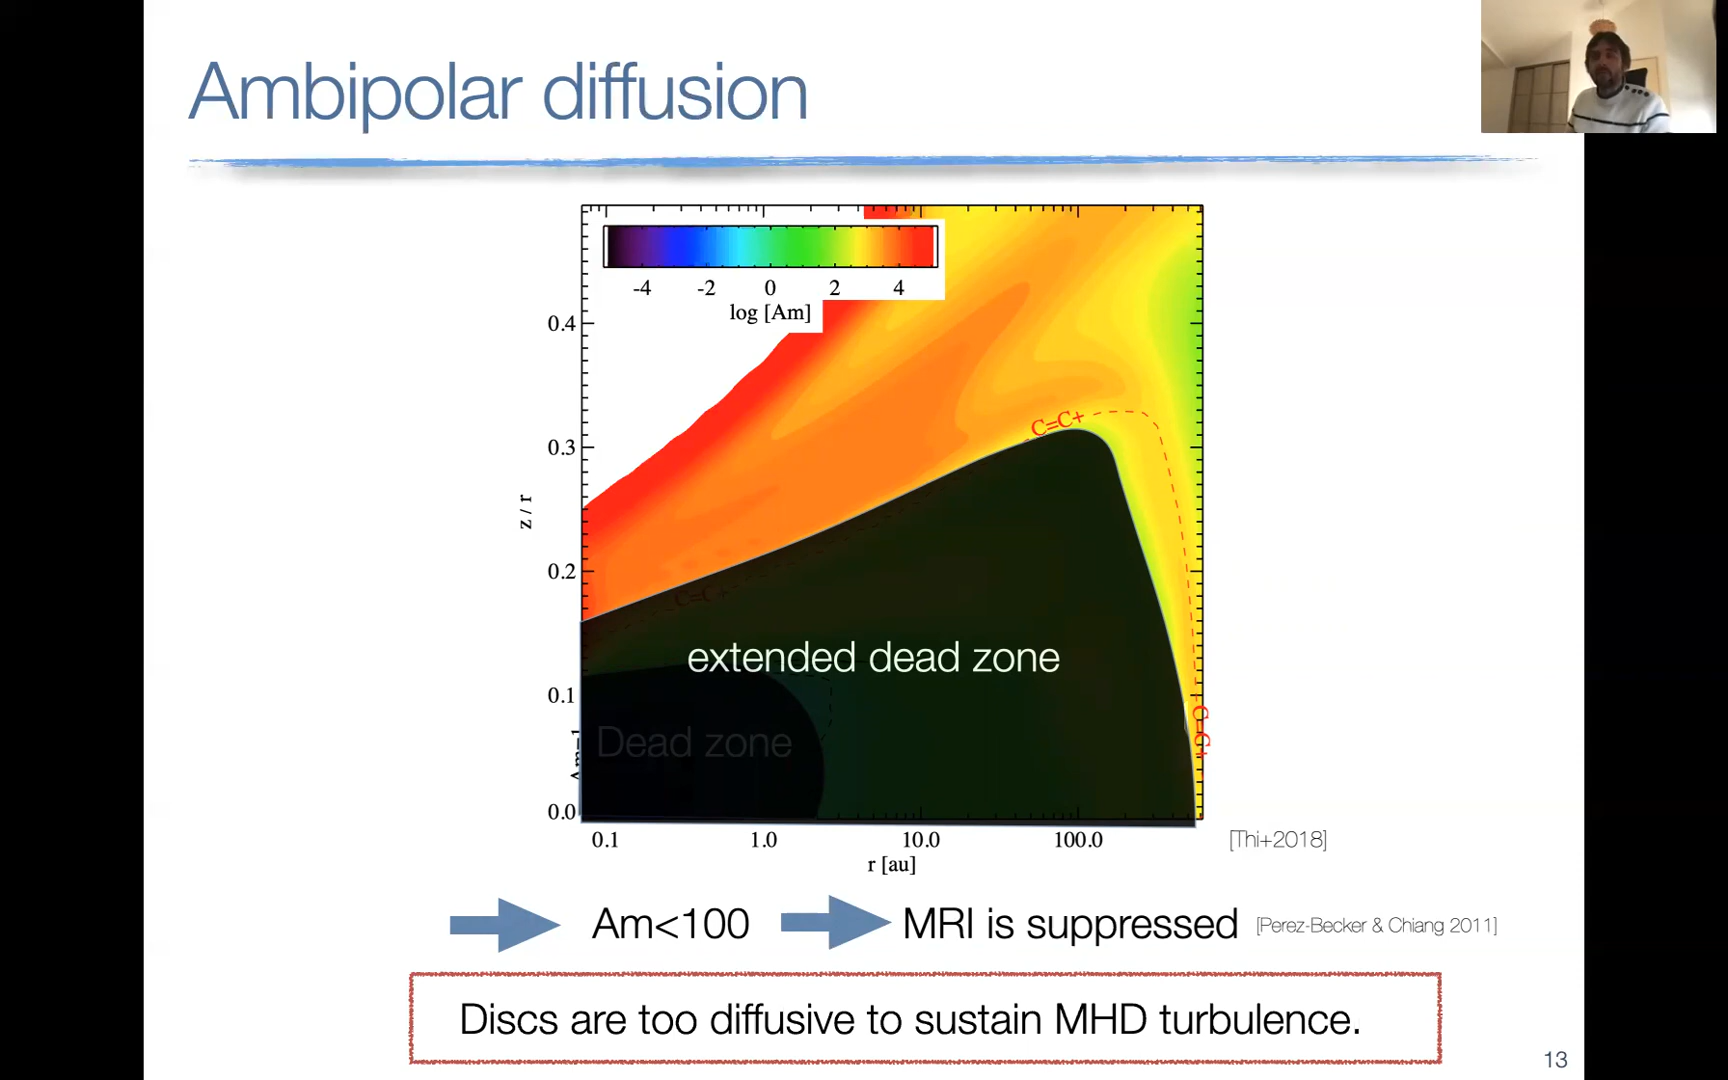 Ambipolar diffusion
-4 -2 0 2 4
log [Am]
0.4
0.3
0.2
0.1
0.0
z / r
C=C+
C=C+
C=C+
extended dead zone
Dead zone
Am=1
0.1 1.0 10.0 100.0
r [au]
[Thi+2018]
Am<100
MRI is suppressed
[Perez-Becker & Chiang 2011]
Discs are too diffusive to sustain MHD turbulence.
13